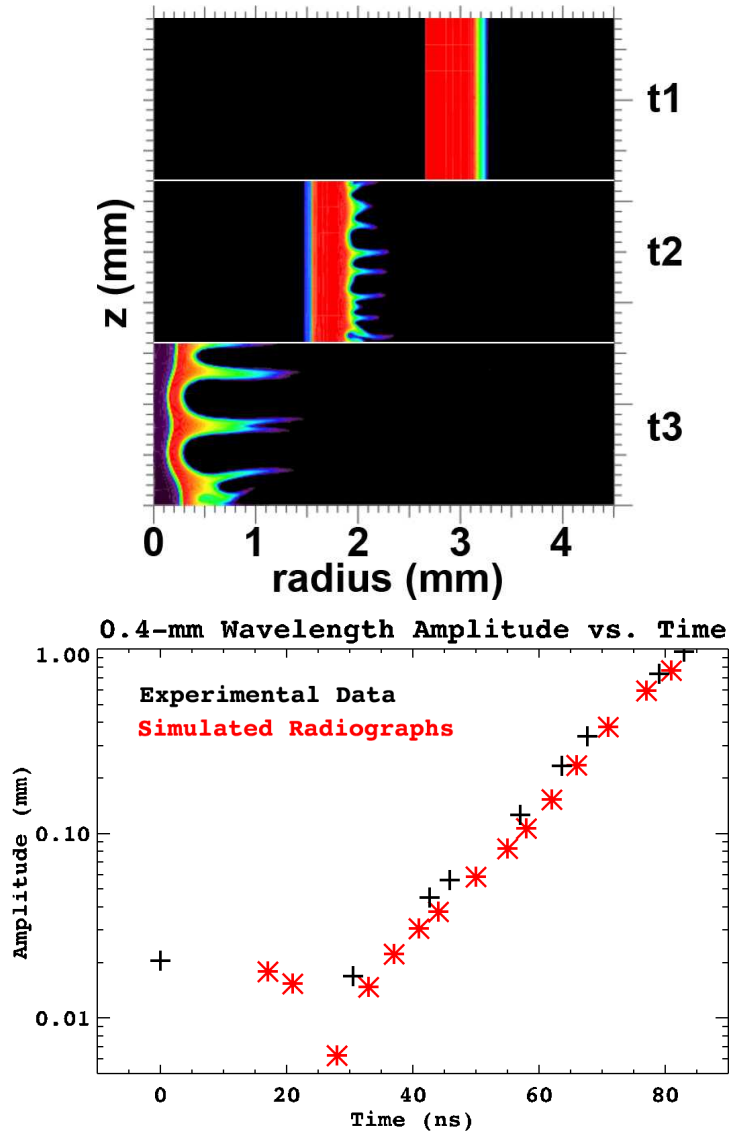 t1
t2
t3
z (mm)
0 1 2 3 4
radius (mm)
0.4-mm Wavelength Amplitude vs. Time
1.00
Experimental Data
Simulated Radiographs
0.10
0.01
Amplitude (mm)
0 20 40 60 80
Time (ns)